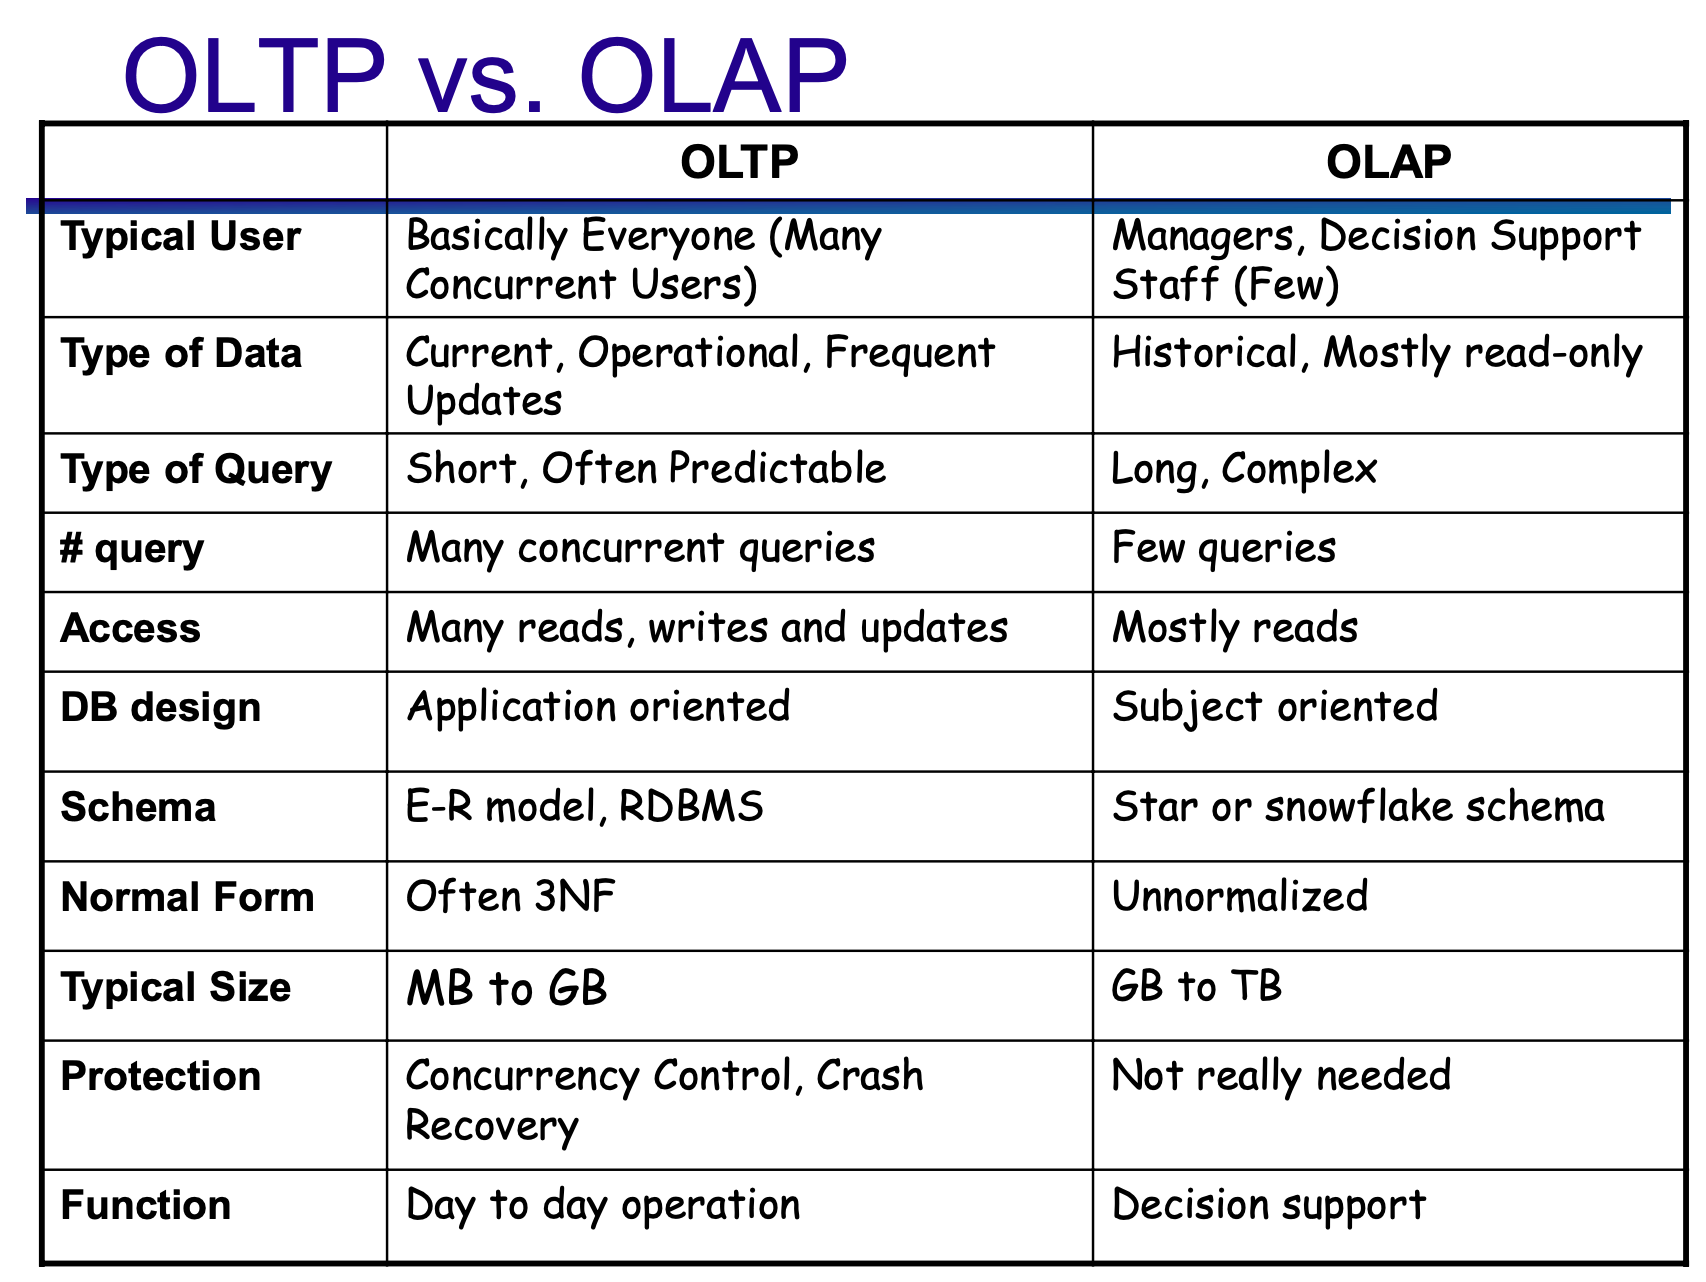 OLTP vs. OLAP
OLTP
OLAP
Typical User
Basically Everyone (Many
Concurrent Users)
Managers, Decision Support
Staff (Few)
Type of Data
Current, Operational, Frequent
Updates
Historical, Mostly read-only
Type of Query
Short, Often Predictable
Long, Complex
# query
Many concurrent queries
Few queries
Access
Many reads, writes and updates
Mostly reads
DB design
Application oriented
Subject oriented
Schema
E-R model, RDBMS
Star or snowflake schema
Normal Form
Often 3NF
Unnormalized
Typical Size
MB to GB
GB to TB
Protection
Concurrency Control, Crash
Recovery
Not really needed
Function
Day to day operation
Decision support